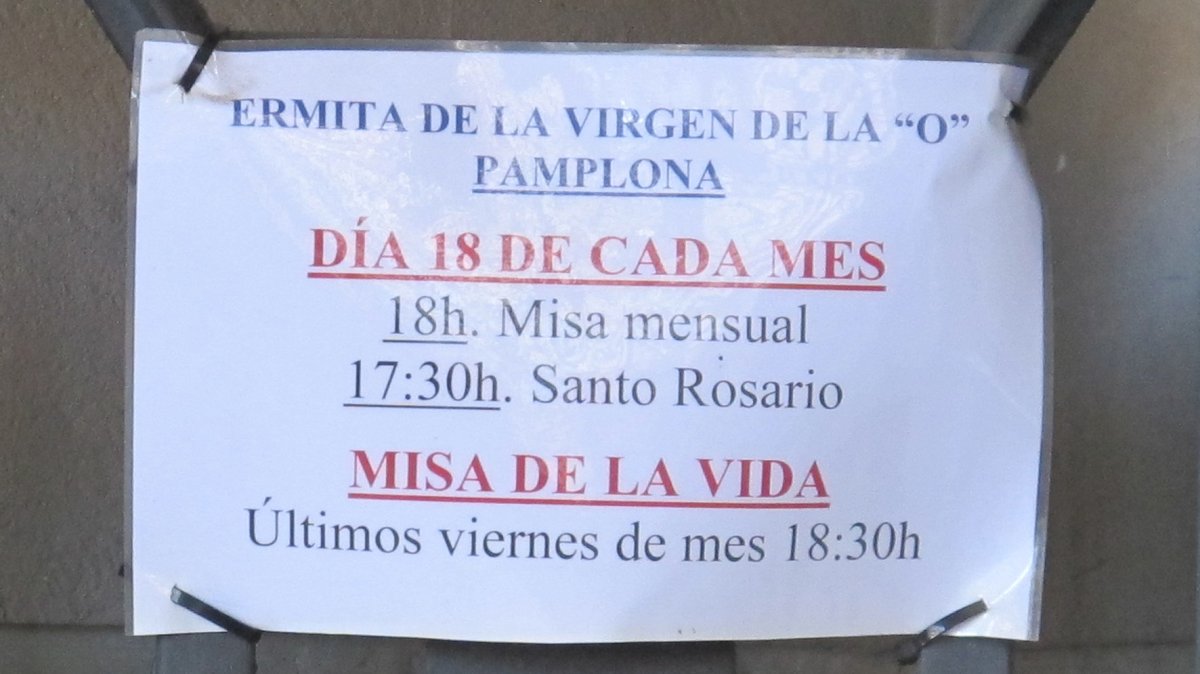 ERMITA DE LA VIRGEN DE LA “O”
PAMPLONA
DÍA 18 DE CADA MES
18h. Misa mensual
17:30h. Santo Rosario
MISA DE LA VIDA
Últimos viernes de mes 18:30h